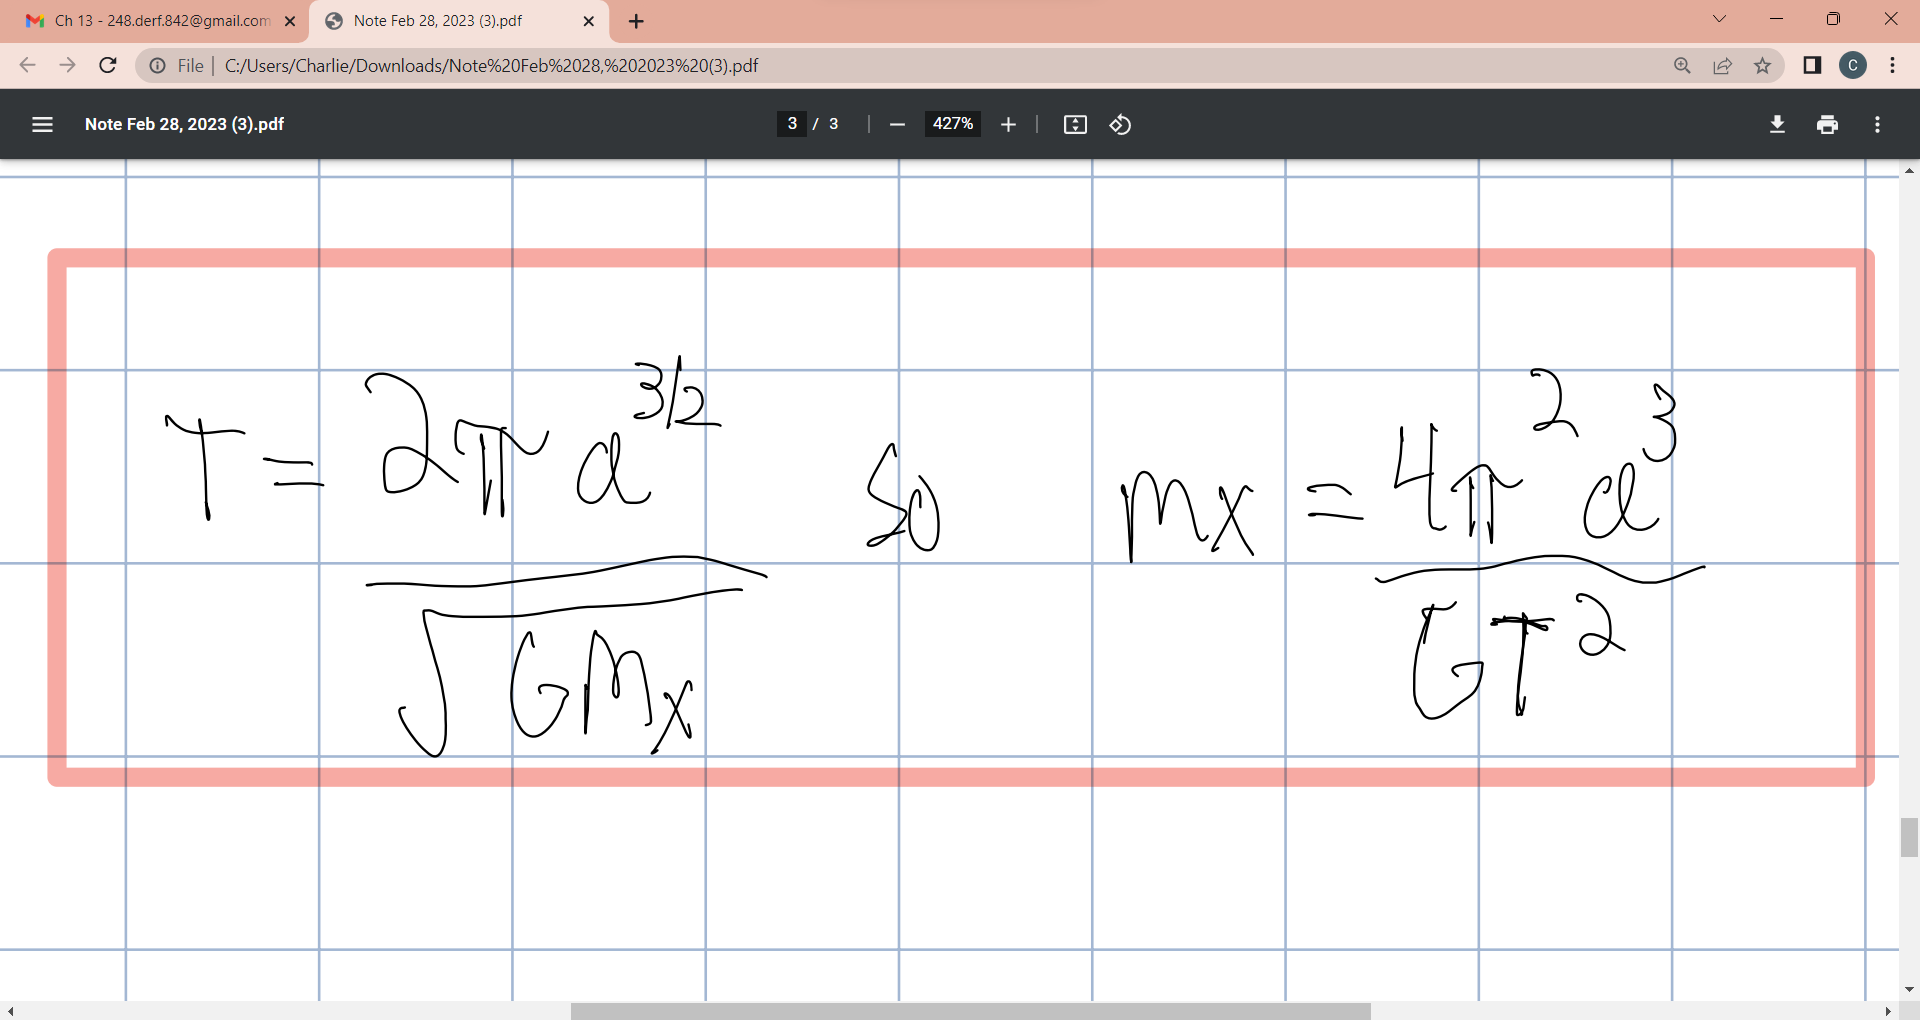 Ch 13 - 248.derf.842@gmail.com
Note Feb 28, 2023 (3).pdf
File | C:/Users/Charlie/Downloads/Note%20Feb%2028,%202023%20(3).pdf
C
Note Feb 28, 2023 (3).pdf
3 / 3
427%
T = 2π a^3/2 / √GMx so mx = 4π² a³ / GT²